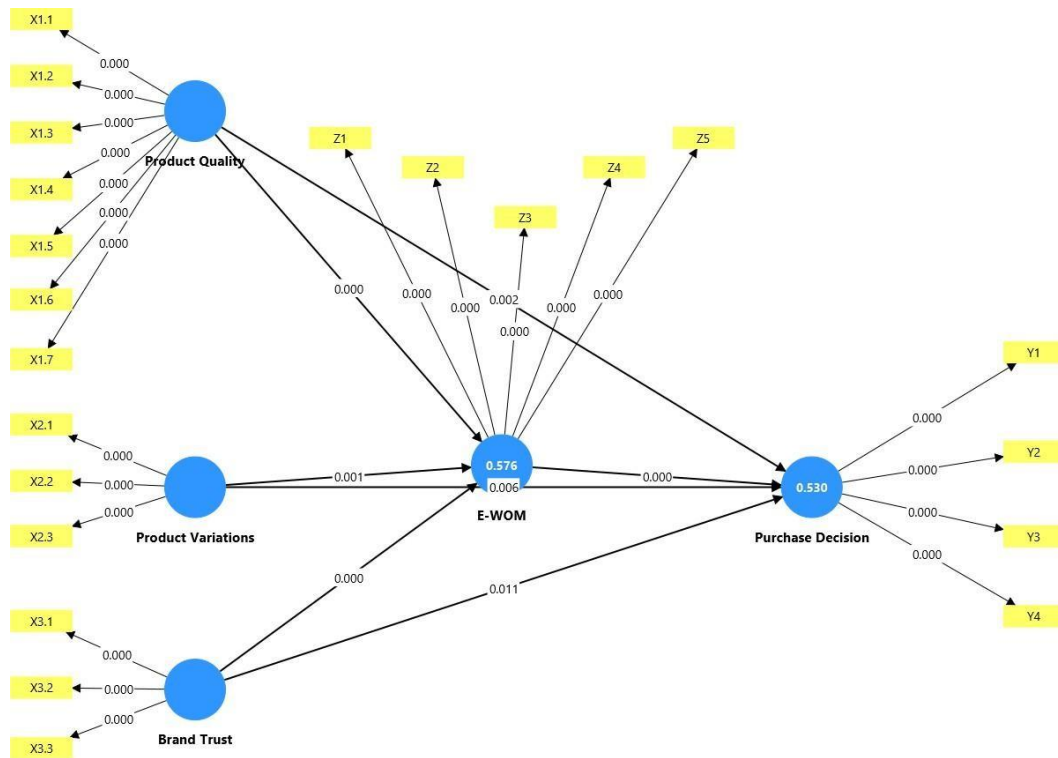 X1.1
0.000
X1.2
0.000
X1.3
0.000
0.000
Product Quality
X1.4
0.000
X1.5
0.000
0.000
X1.6
X1.7
Z1
Z2
Z3
Z4
Z5
0.000
0.000
0.000
0.002
0.000
0.000
0.000
X2.1
0.000
X2.2
0.000
X2.3
0.000
Product Variations
0.001
0.576
0.006
E-WOM
0.000
0.530
Purchase Decision
Y1
0.000
Y2
0.000
Y3
0.000
Y4
0.000
0.000
0.011
X3.1
0.000
X3.2
0.000
X3.3
0.000
Brand Trust